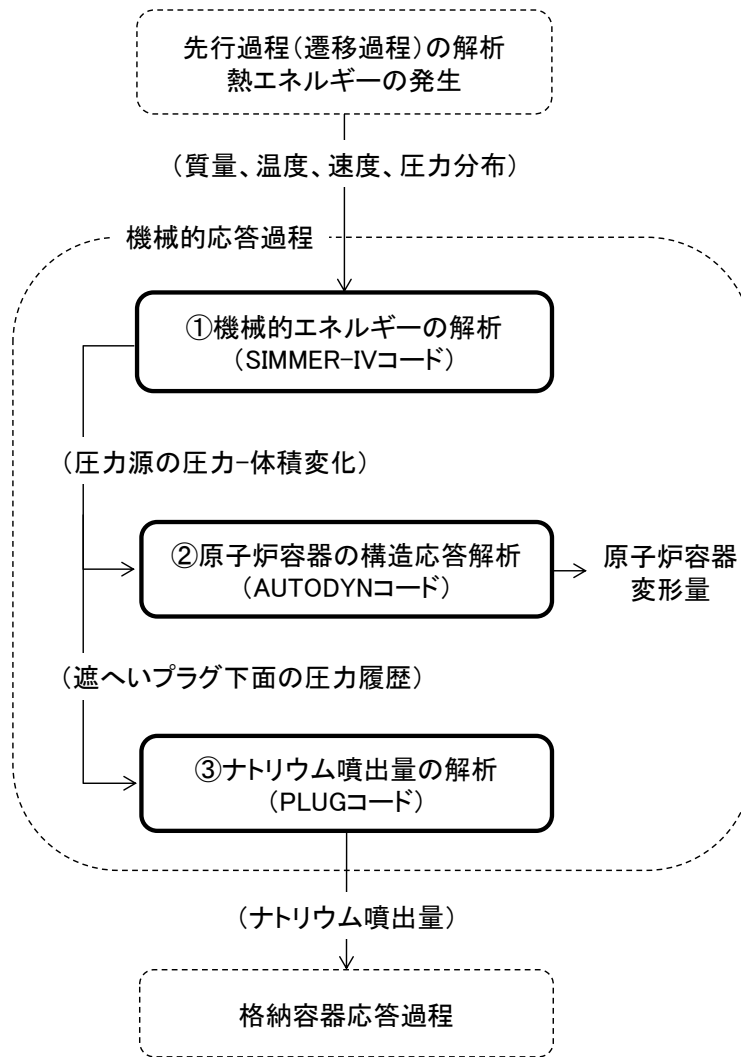 先行過程(遷移過程)の解析
熱エネルギーの発生
(質量、温度、速度、圧力分布)
機械的応答過程
①機械的エネルギーの解析
(SIMMER-IVコード)
(圧力源の圧力-体積変化)
②原子炉容器の構造応答解析
(AUTODYNコード)
原子炉容器
変形量
(遮へいプラグ下面の圧力履歴)
③ナトリウム噴出量の解析
(PLUGコード)
(ナトリウム噴出量)
格納容器応答過程